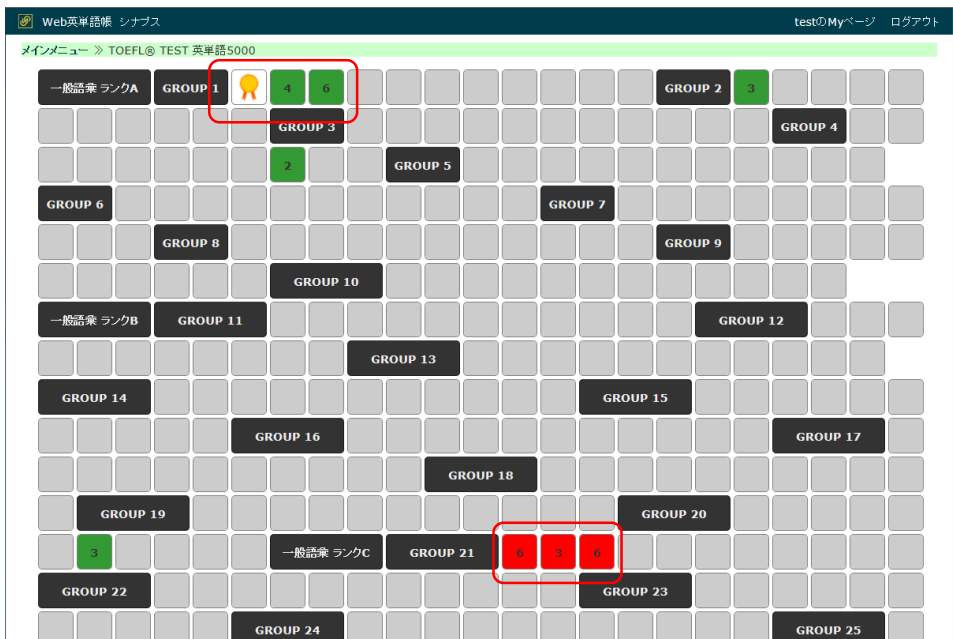 Web英単語帳 シナプス testのMyページ ログアウト
メインメニュー ≫ TOEFL® TEST 英単語5000
一般語彙 ランクA GROUP 1 4 6 GROUP 2 3
GROUP 3 GROUP 4
2 GROUP 5
GROUP 6 GROUP 7
GROUP 8 GROUP 9
GROUP 10
一般語彙 ランクB GROUP 11 GROUP 12
GROUP 13
GROUP 14 GROUP 15
GROUP 16 GROUP 17
GROUP 18
GROUP 19 GROUP 20
3 一般語彙 ランクC GROUP 21 6 3 6
GROUP 22 GROUP 23
GROUP 24 GROUP 25